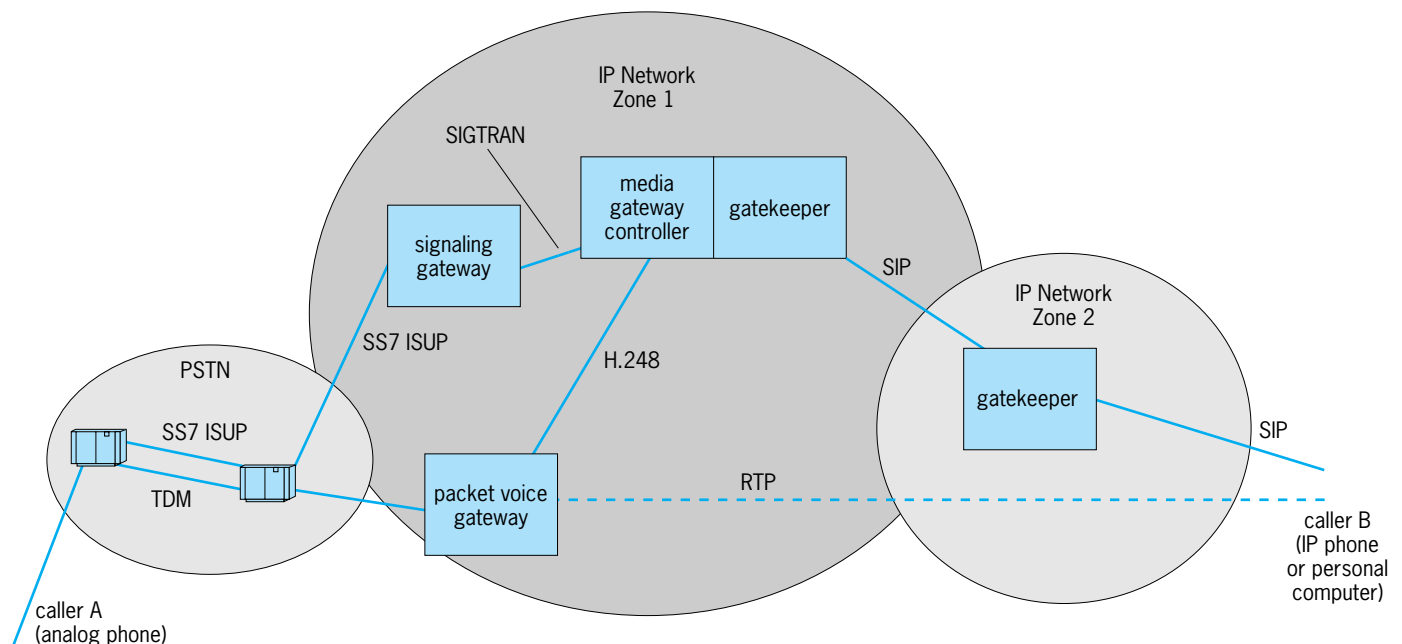 IP Network
Zone 1
SIGTRAN
media
gateway
controller
gatekeeper
signaling
gateway
SIP
IP Network
Zone 2
SS7 ISUP
H.248
PSTN
gatekeeper
SS7 ISUP
SIP
TDM
packet voice
gateway
RTP
caller B
(IP phone
or personal
computer)
caller A
(analog phone)